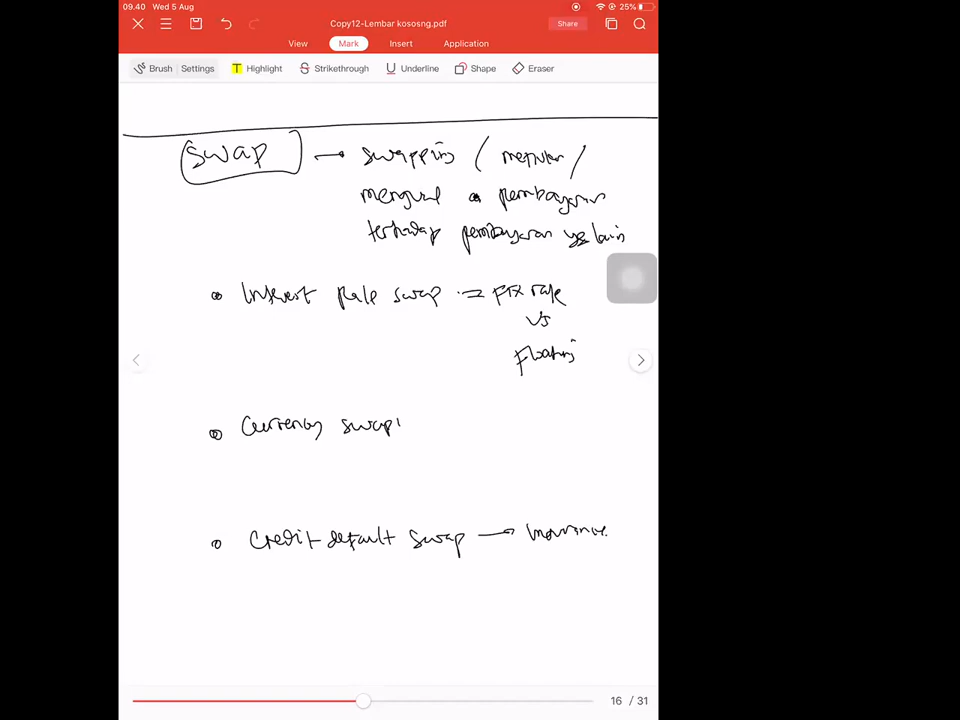 09.40 Wed 5 Aug
25%
Copy12-Lembar kososng.pdf
Share
View Mark Insert Application
Brush Settings T Highlight S Strikethrough U Underline Shape Eraser
Swap → swapping / menukar /
pembayaran
terhadap pembayaran yg lain
• Interest Rate swap => Fix rate
vs
Floating
• Currency swap
• Credit default swap → Insurance
16 / 31